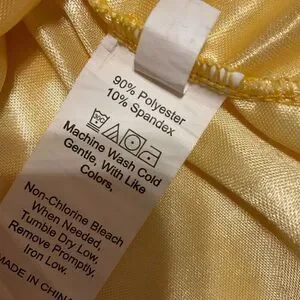 90% Polyester
10% Spandex
Machine Wash Cold
Gentle, With Like
Colors,
Non-Chlorine Bleach
When Needed,
Tumble Dry Low,
Remove Promptly,
Iron Low.
MADE IN CHINA